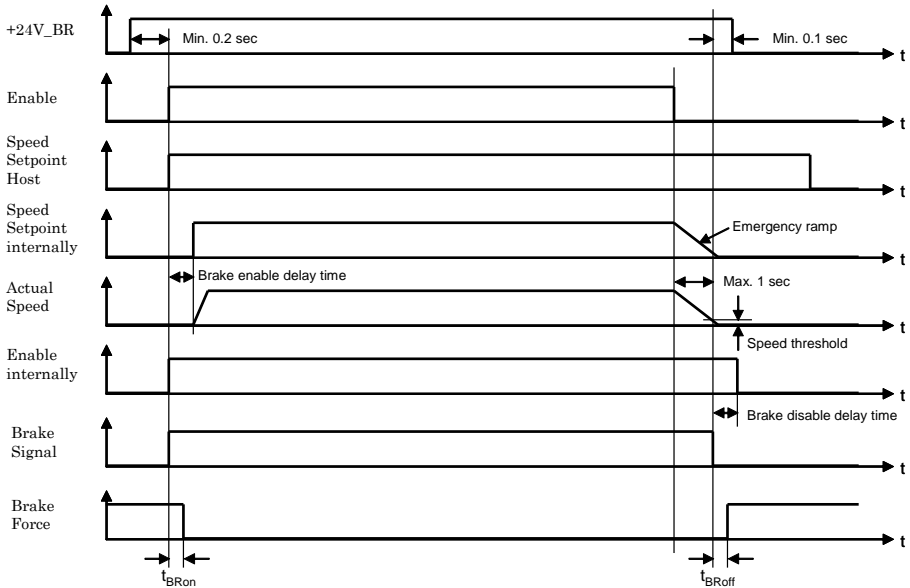 +24V_BR
Min. 0.2 sec
Min. 0.1 sec
t
Enable
t
Speed
Setpoint
Host
t
Speed
Setpoint
internally
Emergency ramp
t
Brake enable delay time
Actual
Speed
Max. 1 sec
t
Speed threshold
Enable
internally
t
Brake disable delay time
Brake
Signal
t
Brake
Force
t
tBRon
tBRoff